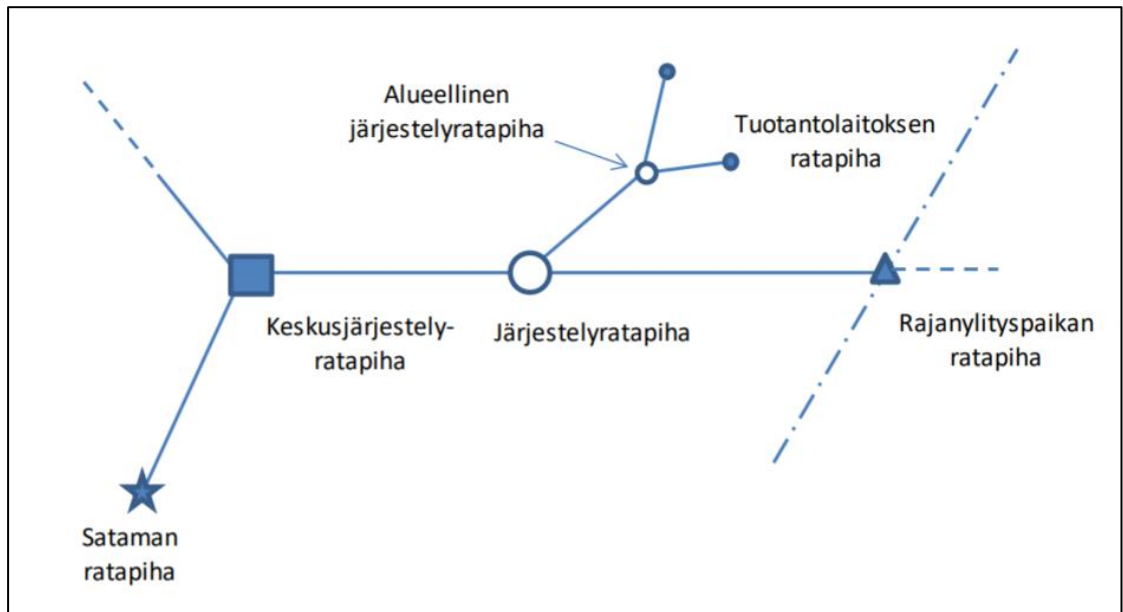 Alueellinen
järjestelyratapiha
Tuotantolaitoksen
ratapiha
Keskusjärjestely-
ratapiha
Järjestelyratapiha
Rajanylityspaikan
ratapiha
Sataman
ratapiha